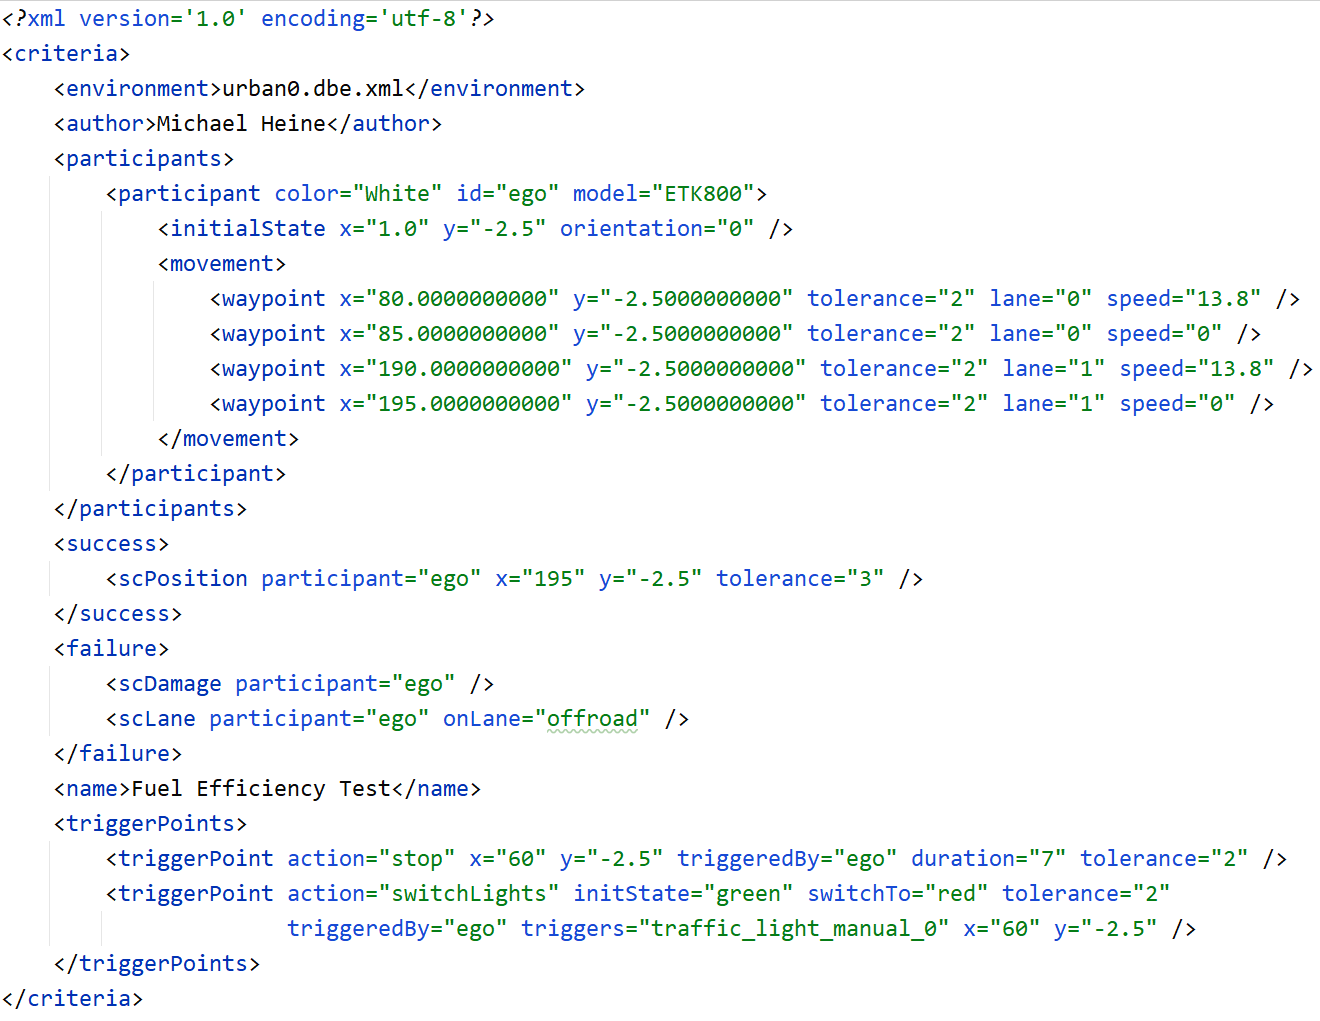 <?xml version='1.0' encoding='utf-8'?>
<criteria>
    <environment>urban0.dbe.xml</environment>
    <author>Michael Heine</author>
    <participants>
        <participant color="White" id="ego" model="ETK800">
            <initialState x="1.0" y="-2.5" orientation="0" />
            <movement>
                <waypoint x="80.0000000000" y="-2.5000000000" tolerance="2" lane="0" speed="13.8" />
                <waypoint x="85.0000000000" y="-2.5000000000" tolerance="2" lane="0" speed="0" />
                <waypoint x="190.0000000000" y="-2.5000000000" tolerance="2" lane="1" speed="13.8" />
                <waypoint x="195.0000000000" y="-2.5000000000" tolerance="2" lane="1" speed="0" />
            </movement>
        </participant>
    </participants>
    <success>
        <scPosition participant="ego" x="195" y="-2.5" tolerance="3" />
    </success>
    <failure>
        <scDamage participant="ego" />
        <scLane participant="ego" onLane="offroad" />
    </failure>
    <name>Fuel Efficiency Test</name>
    <triggerPoints>
        <triggerPoint action="stop" x="60" y="-2.5" triggeredBy="ego" duration="7" tolerance="2" />
        <triggerPoint action="switchLights" initState="green" switchTo="red" tolerance="2"
                      triggeredBy="ego" triggers="traffic_light_manual_0" x="60" y="-2.5" />
    </triggerPoints>
</criteria>